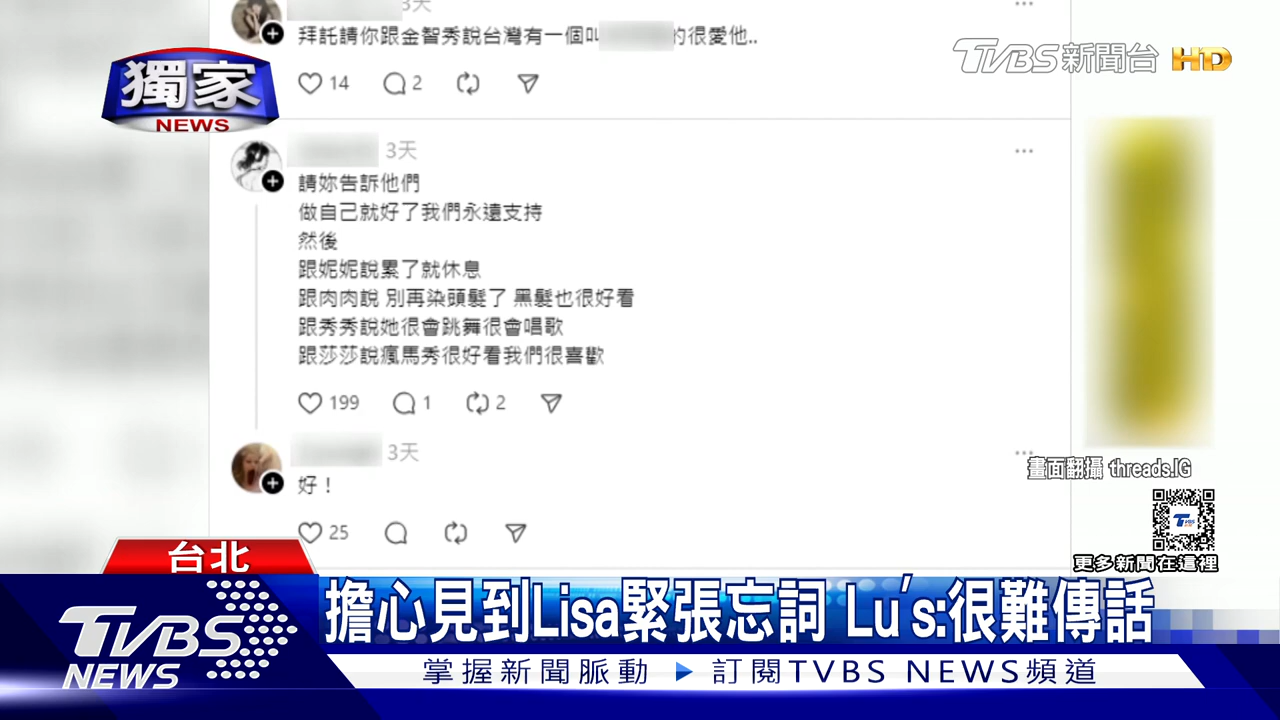 3天
拜託請你跟金智秀說台灣有一個叫 的很愛他..
TVBS新聞台 HD
獨家
NEWS
14 2
3天
請妳告訴他們
做自己就好了我們永遠支持
然後
跟妮妮說累了就休息
跟肉肉說 別再染頭髮了 黑髮也很好看
跟秀秀說她很會跳舞很會唱歌
跟莎莎說瘋馬秀很好看我們很喜歡
199 1 2
3天
好！
25
畫面翻攝 threads.IG
TVBS
更多新聞在這裡
台北
擔心見到Lisa緊張忘詞 Lu's:很難傳話
TVBS
NEWS
掌握新聞脈動 ▶ 訂閱TVBS NEWS頻道